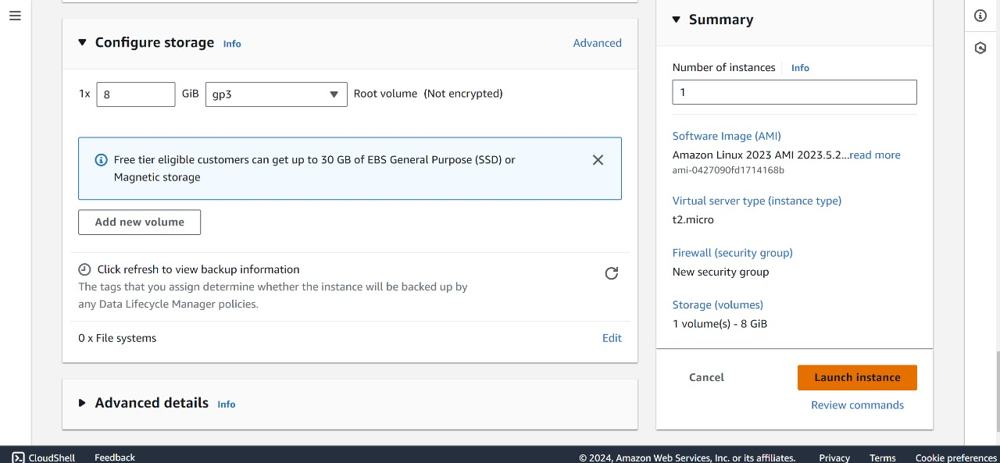 Configure storage Info
Advanced
1x 8 GiB gp3 Root volume (Not encrypted)
Free tier eligible customers can get up to 30 GB of EBS General Purpose (SSD) or
Magnetic storage
Add new volume
Click refresh to view backup information
The tags that you assign determine whether the instance will be backed up by
any Data Lifecycle Manager policies.
0 x File systems
Edit
Advanced details Info
Summary
Number of instances Info
1
Software Image (AMI)
Amazon Linux 2023 AMI 2023.5.2...read more
ami-0427090fd1714168b
Virtual server type (instance type)
t2.micro
Firewall (security group)
New security group
Storage (volumes)
1 volume(s) - 8 GiB
Cancel
Launch instance
Review commands
CloudShell Feedback
© 2024, Amazon Web Services, Inc. or its affiliates. Privacy Terms Cookie preferences